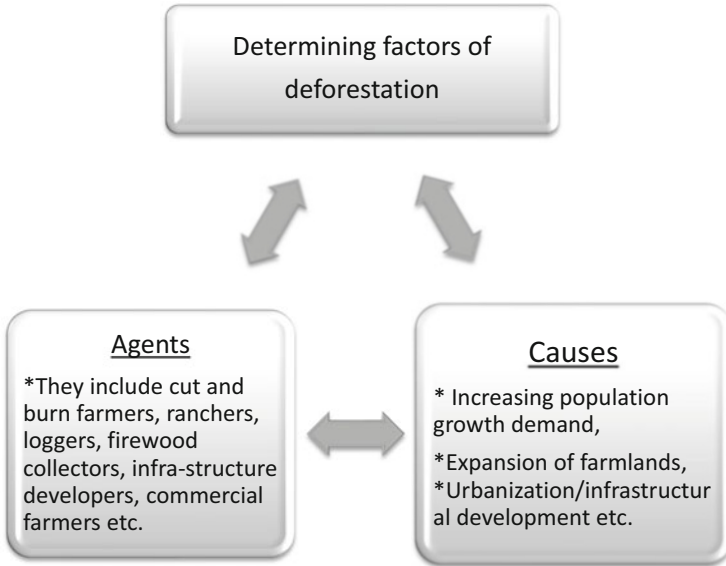 Determining factors of
deforestation
Agents
*They include cut and
burn farmers, ranchers,
loggers, firewood
collectors, infra-structure
developers, commercial
farmers etc.
Causes
* Increasing population
growth demand,
*Expansion of farmlands,
*Urbanization/infrastructur
al development etc.